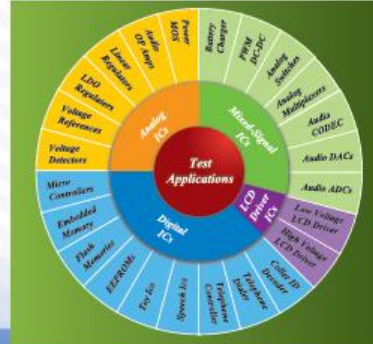 Test
Applications
Analog
ICs
Mixed-Signal
ICs
LCD
Driver
ICs
Digital
ICs
Power
MOS
Audio
OP Amps
Linear
Regulators
LDO
Regulators
Voltage
References
Voltage
Detectors
Battery
Charger
PWM
DC-DC
Analog
Switches
Analog
Multiplexers
Audio
CODEC
Audio DACs
Audio ADCs
Low Voltage
LCD Driver
High Voltage
LCD Driver
Caller ID
Decoder
Telephone
Dialer
Telephone
Controller
Speech ICs
Toy ICs
EEPROMs
Flash Memories
Embedded
Memory
Micro
Controllers